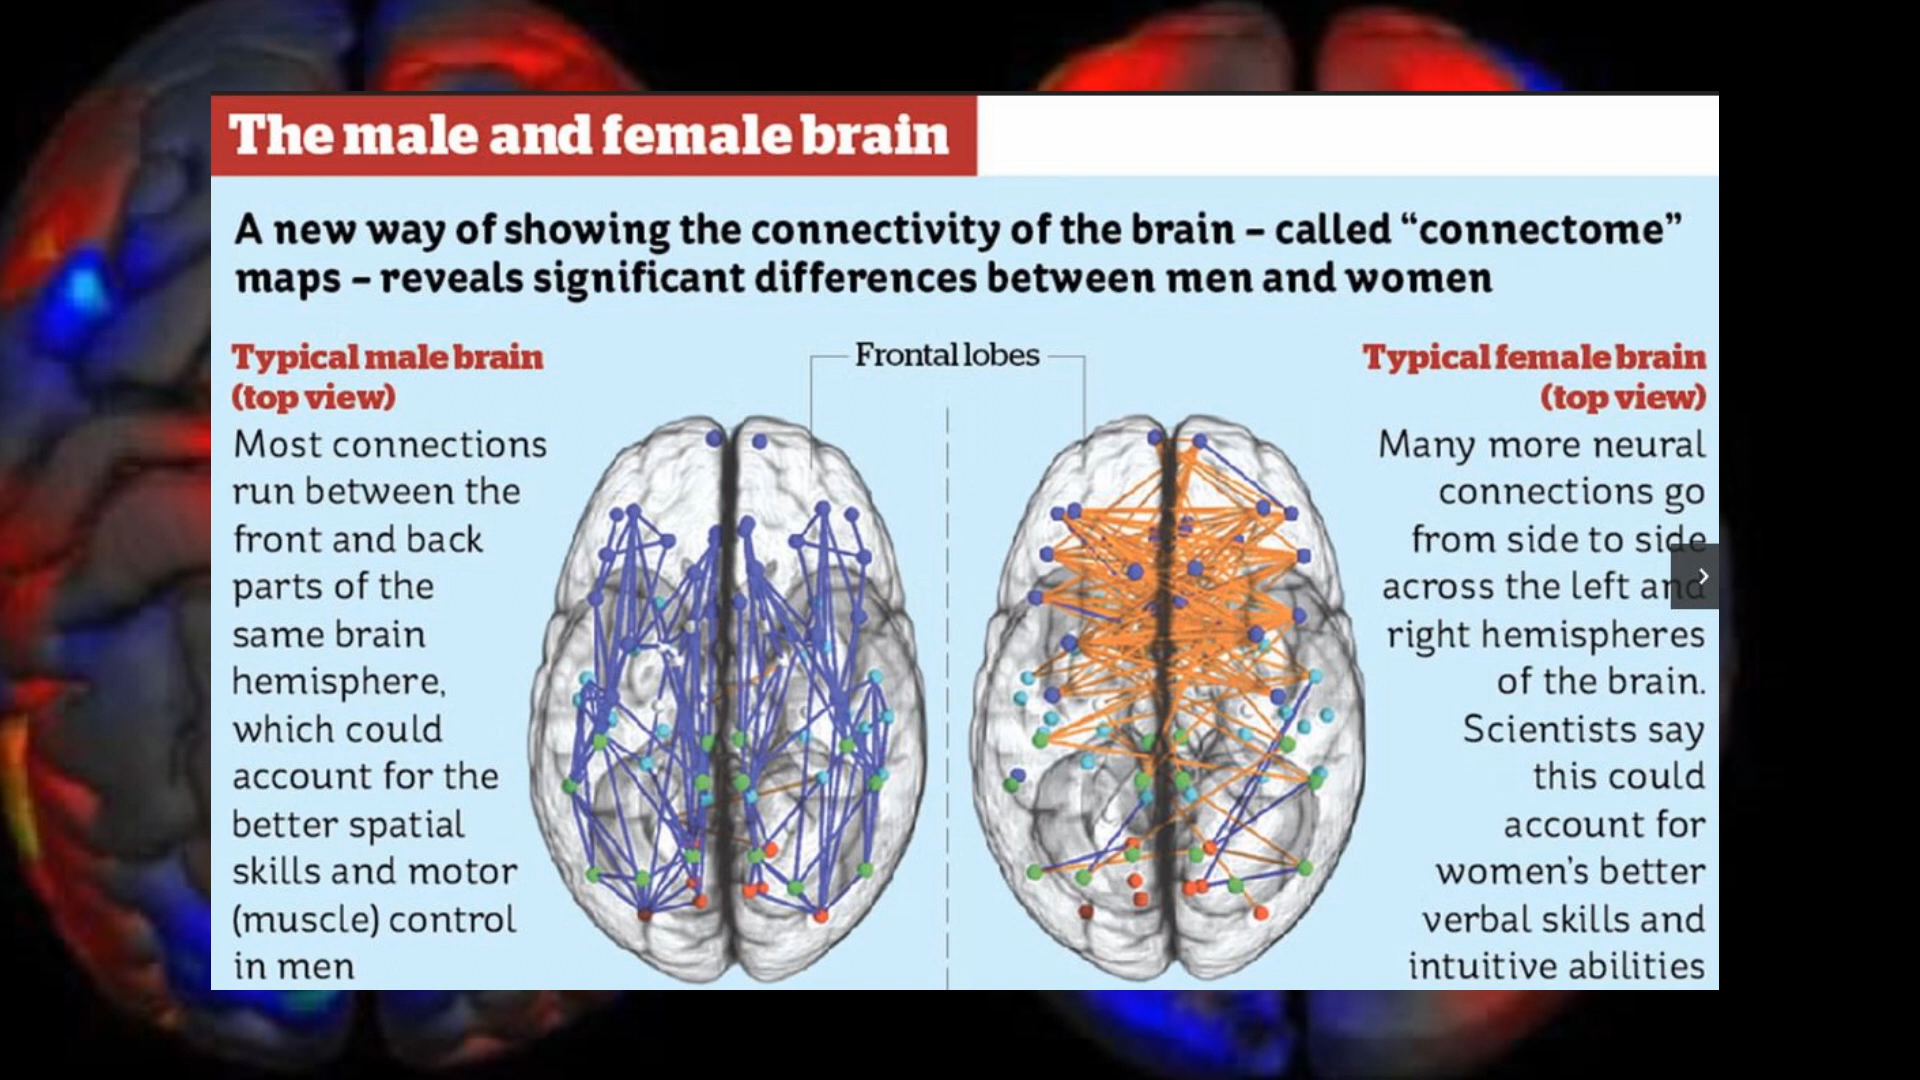 The male and female brain
A new way of showing the connectivity of the brain – called “connectome”
maps – reveals significant differences between men and women
Frontal lobes
Typical male brain
(top view)
Most connections
run between the
front and back
parts of the
same brain
hemisphere,
which could
account for the
better spatial
skills and motor
(muscle) control
in men
Typical female brain
(top view)
Many more neural
connections go
from side to side
across the left and
right hemispheres
of the brain.
Scientists say
this could
account for
women's better
verbal skills and
intuitive abilities